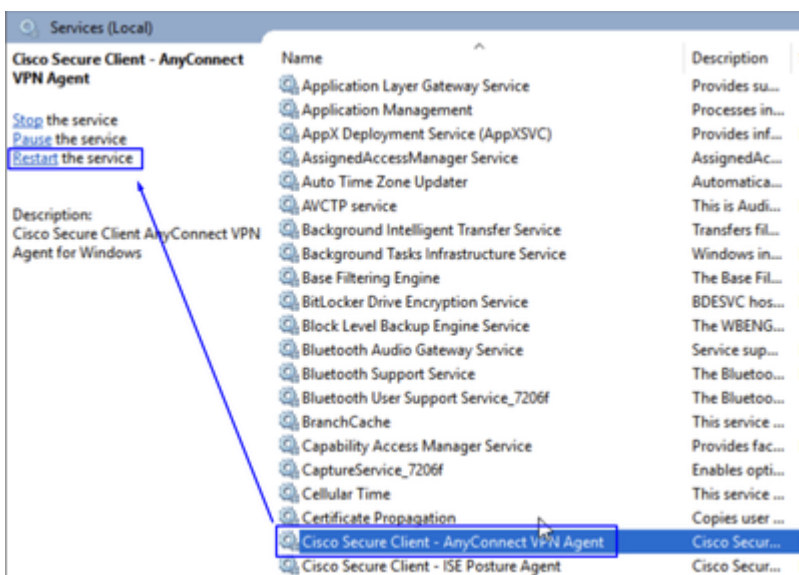 Services (Local)
Cisco Secure Client - AnyConnect
VPN Agent
Stop the service
Pause the service
Restart the service
Description:
Cisco Secure Client AnyConnect VPN
Agent for Windows
Name Description
Application Layer Gateway Service Provides su...
Application Management Processes in...
AppX Deployment Service (AppXSVC) Provides inf...
AssignedAccessManager Service AssignedAc...
Auto Time Zone Updater Automatica...
AVCTP service This is Audi...
Background Intelligent Transfer Service Transfers fil...
Background Tasks Infrastructure Service Windows in...
Base Filtering Engine The Base Fil...
BitLocker Drive Encryption Service BDESVC hos...
Block Level Backup Engine Service The WBENG...
Bluetooth Audio Gateway Service Service sup...
Bluetooth Support Service The Bluetoo...
Bluetooth User Support Service_7206f The Bluetoo...
BranchCache This service ...
Capability Access Manager Service Provides fac...
CaptureService_7206f Enables opti...
Cellular Time This service ...
Certificate Propagation Copies user ...
Cisco Secure Client - AnyConnect VPN Agent Cisco Secur...
Cisco Secure Client - ISE Posture Agent Cisco Secur...